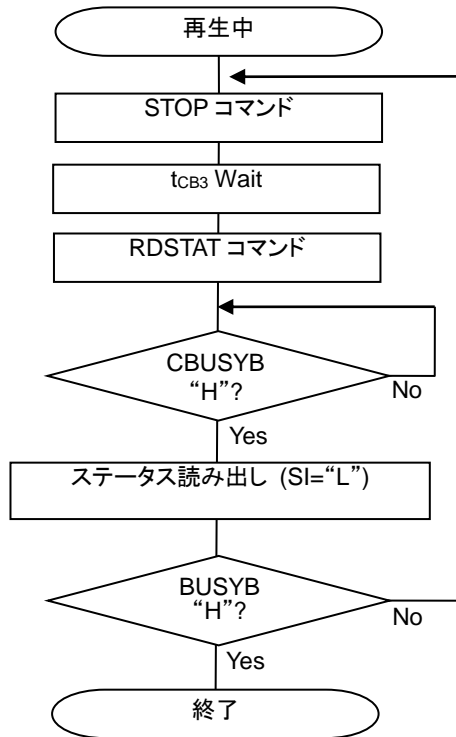 再生中
STOP コマンド
tCB3 Wait
RDSTAT コマンド
CBUSYB
“H”?
No
Yes
ステータス読み出し (SI=“L”)
BUSYB
“H”?
No
Yes
終了